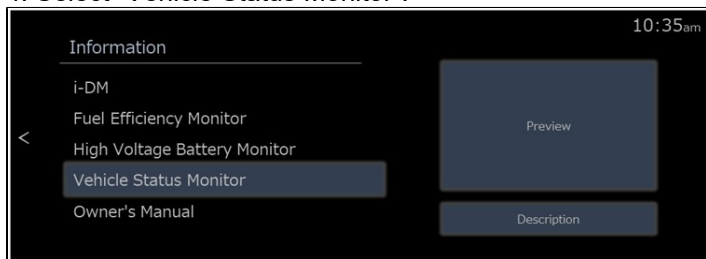 4. Select "Vehicle Status Monitor".
10:35am
Information
i-DM
Fuel Efficiency Monitor
Preview
<
High Voltage Battery Monitor
Vehicle Status Monitor
Owner's Manual
Description